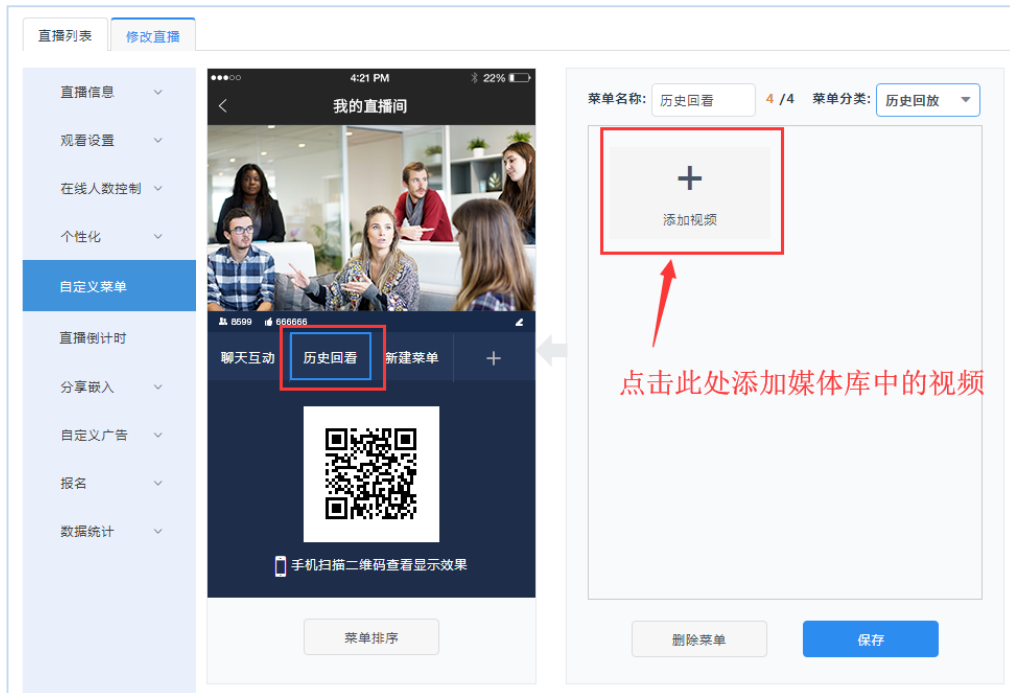 直播列表
修改直播
直播信息
观看设置
在线人数控制
个性化
自定义菜单
直播倒计时
分享嵌入
自定义广告
报名
数据统计
4:21 PM
22%
我的直播间
8699
666666
聊天互动
历史回看
新建菜单
+
手机扫描二维码查看显示效果
菜单排序
菜单名称: 历史回看 4 /4 菜单分类: 历史回放
+
添加视频
点击此处添加媒体库中的视频
删除菜单
保存